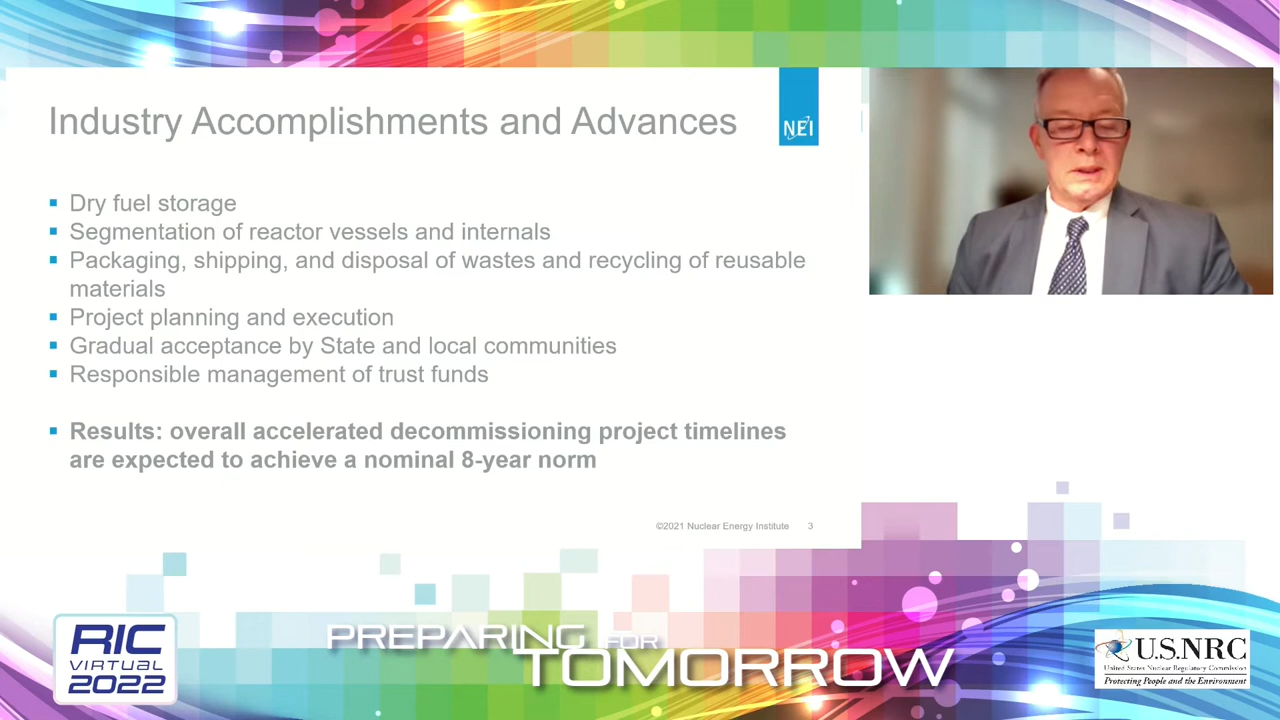 Industry Accomplishments and Advances
NEI
▪ Dry fuel storage
▪ Segmentation of reactor vessels and internals
▪ Packaging, shipping, and disposal of wastes and recycling of reusable
materials
▪ Project planning and execution
▪ Gradual acceptance by State and local communities
▪ Responsible management of trust funds
▪ Results: overall accelerated decommissioning project timelines
are expected to achieve a nominal 8-year norm
©2021 Nuclear Energy Institute 3
RIC
VIRTUAL
2022
PREPARING FOR
TOMORROW
U.S.NRC
United States Nuclear Regulatory Commission
Protecting People and the Environment